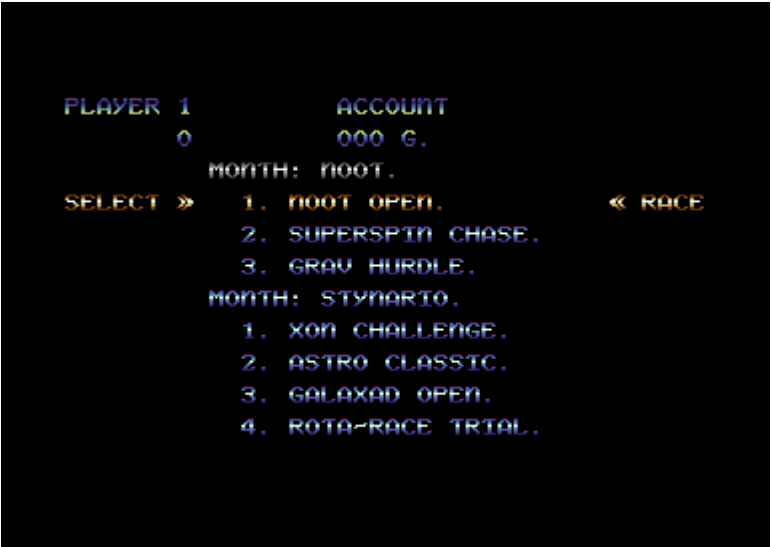 PLAYER 1 ACCOUNT
0 000 G.
MONTH: NOOT.
SELECT » 1. NOOT OPEN. « RACE
2. SUPERSPIN CHASE.
3. GRAV HURDLE.
MONTH: STYNARIO.
1. XON CHALLENGE.
2. ASTRO CLASSIC.
3. GALAXAD OPEN.
4. ROTA-RACE TRIAL.